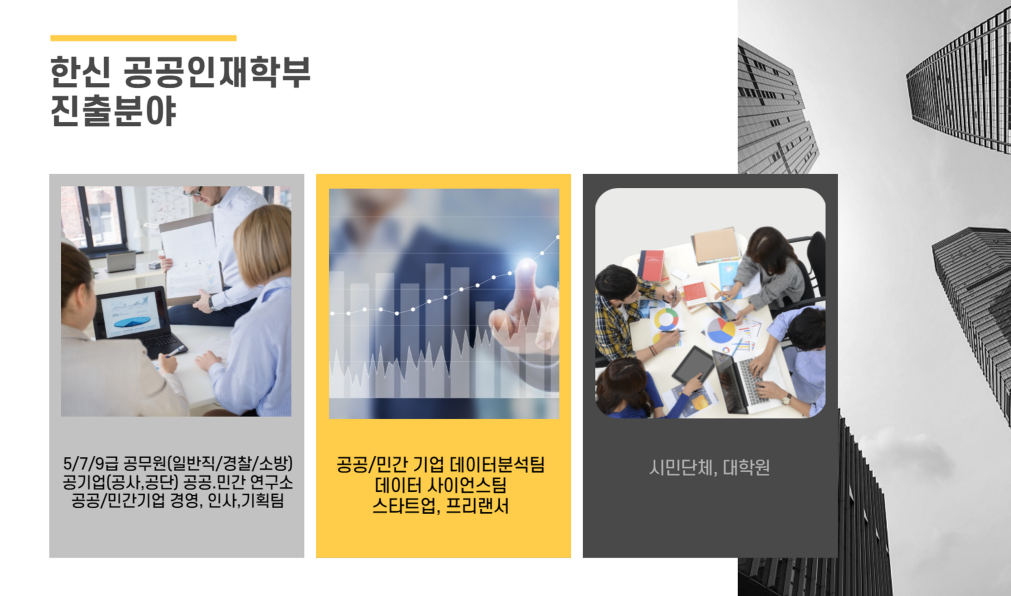 한신 공공인재학부
진출분야
5/7/9급 공무원(일반직/경찰/소방)
공기업(공사,공단) 공공.민간 연구소
공공/민간기업 경영, 인사,기획팀
공공/민간 기업 데이터분석팀
데이터 사이언스팀
스타트업, 프리랜서
시민단체, 대학원